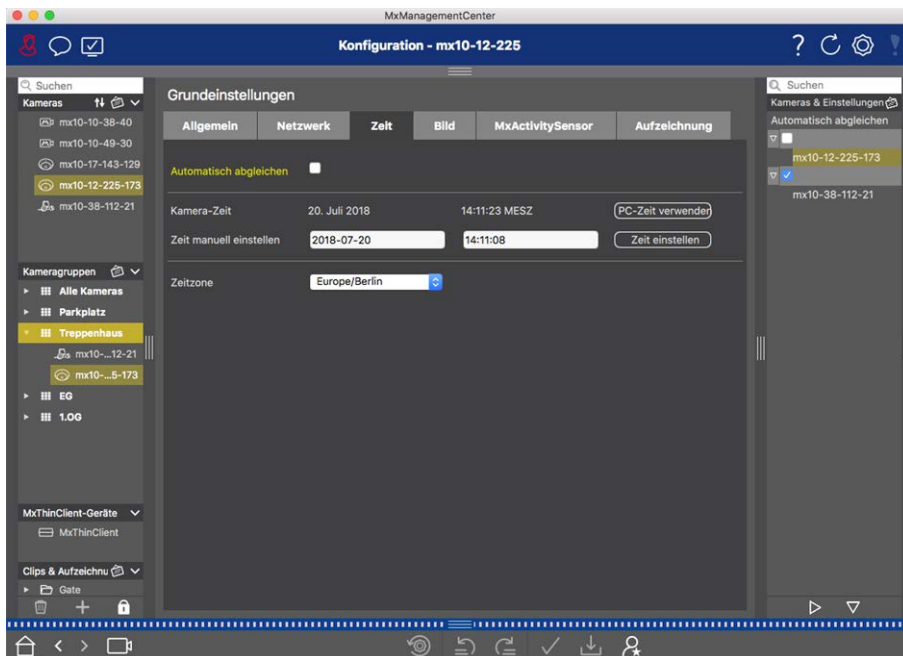 MxManagementCenter
Konfiguration - mx10-12-225
?
Suchen
Kameras
mx10-10-38-40
mx10-10-49-30
mx10-17-143-129
mx10-12-225-173
mx10-38-112-21
Kameragruppen
Alle Kameras
Parkplatz
Treppenhaus
mx10-...12-21
mx10-...5-173
EG
1.OG
MxThinClient-Geräte
MxThinClient
Clips & Aufzeichnu
Gate
Grundeinstellungen
Allgemein Netzwerk Zeit Bild MxActivitySensor Aufzeichnung
Automatisch abgleichen
Kamera-Zeit 20. Juli 2018 14:11:23 MESZ PC-Zeit verwenden
Zeit manuell einstellen 2018-07-20 14:11:08 Zeit einstellen
Zeitzone Europe/Berlin
Suchen
Kameras & Einstellungen
Automatisch abgleichen
mx10-12-225-173
mx10-38-112-21